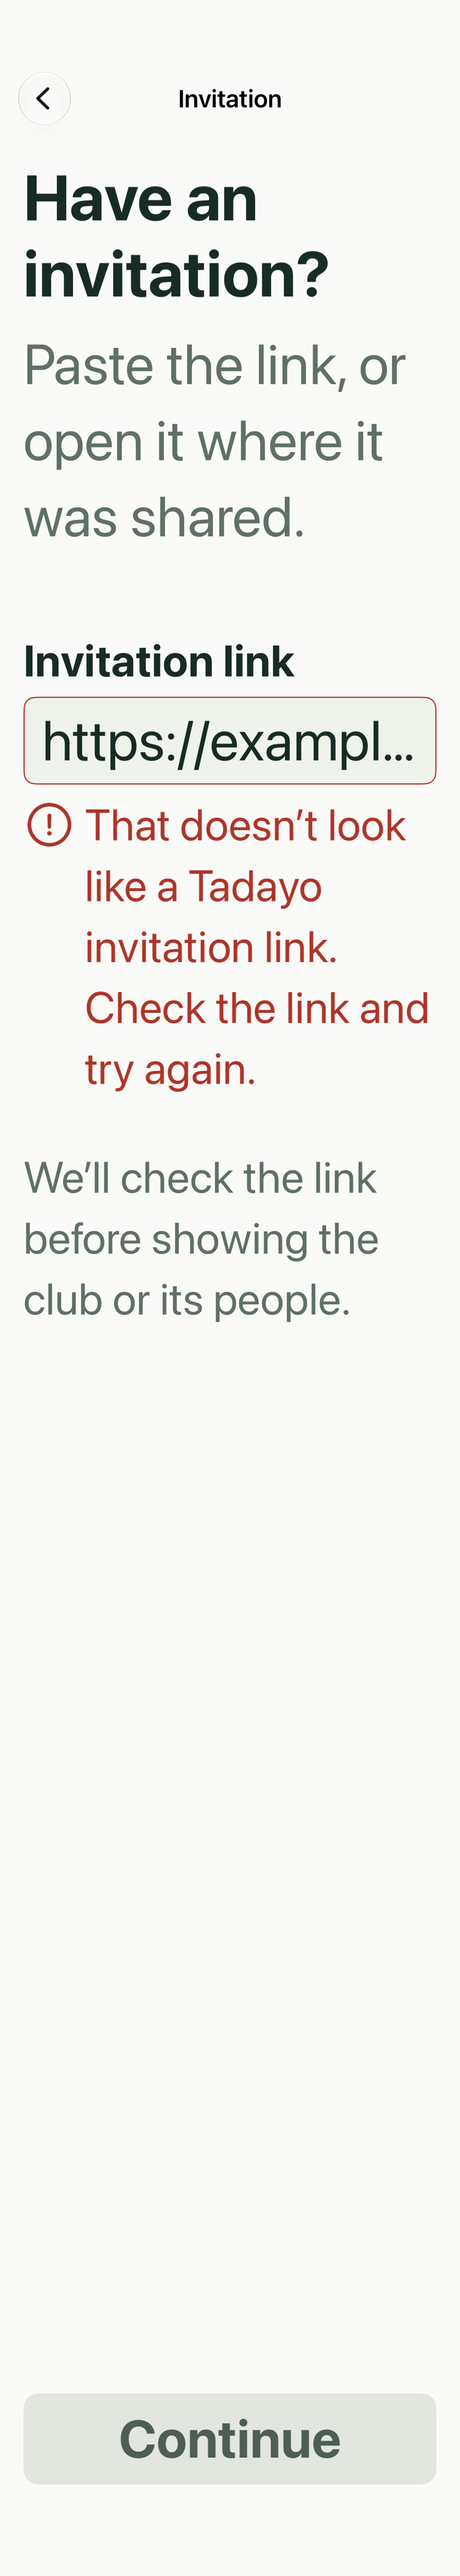 Invitation
Have an
invitation?
Paste the link, or
open it where it
was shared.
Invitation link
https://exampl...
That doesn’t look
like a Tadayo
invitation link.
Check the link and
try again.
We’ll check the link
before showing the
club or its people.
Continue